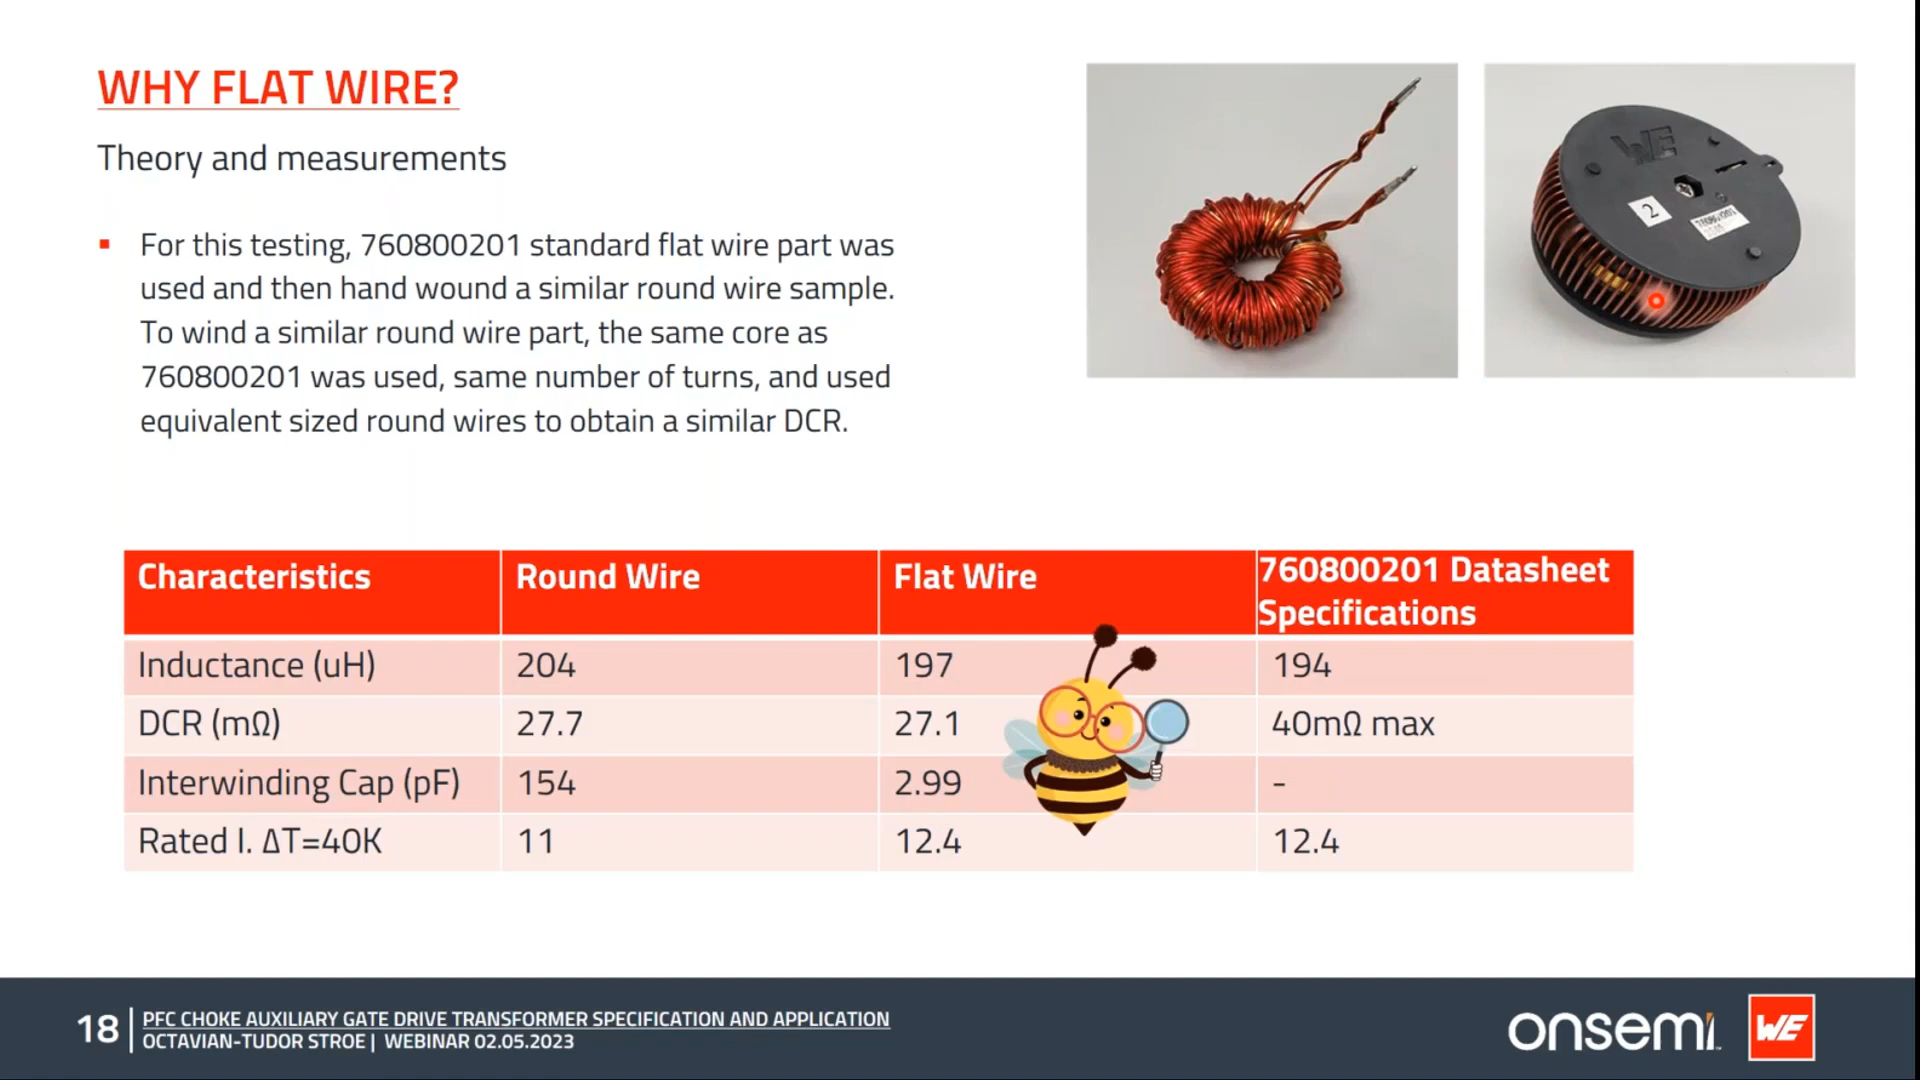 WHY FLAT WIRE?
Theory and measurements
▪ For this testing, 760800201 standard flat wire part was
used and then hand wound a similar round wire sample.
To wind a similar round wire part, the same core as
760800201 was used, same number of turns, and used
equivalent sized round wires to obtain a similar DCR.
WE
2
Characteristics Round Wire Flat Wire 760800201 Datasheet
Specifications
Inductance (uH) 204 197 194
DCR (mΩ) 27.7 27.1 40mΩ max
Interwinding Cap (pF) 154 2.99 -
Rated I. ΔT=40K 11 12.4 12.4
18 PFC CHOKE AUXILIARY GATE DRIVE TRANSFORMER SPECIFICATION AND APPLICATION
OCTAVIAN-TUDOR STROE | WEBINAR 02.05.2023
onsemi
WE